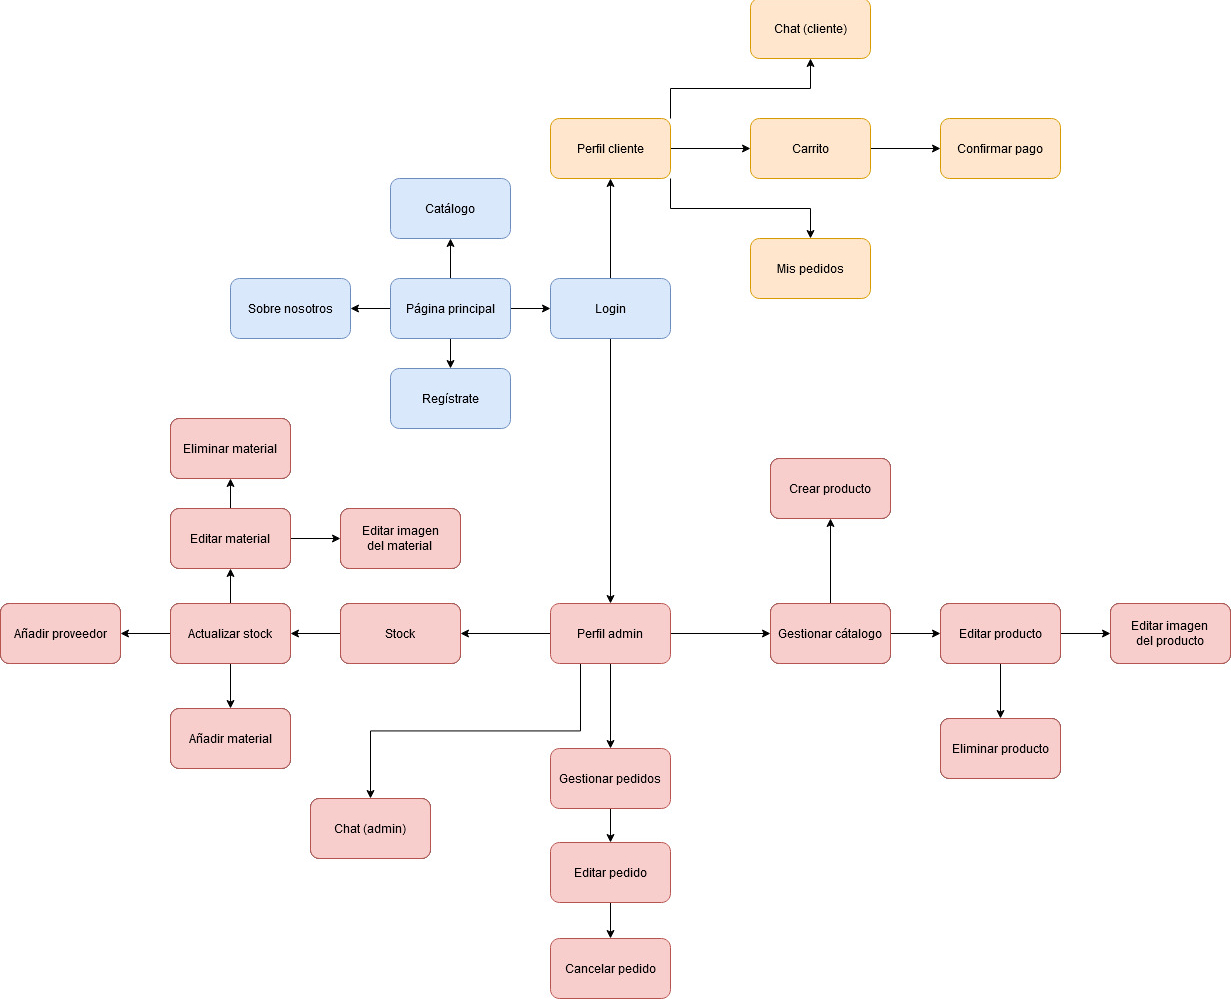 Chat (cliente)
Perfil cliente
Carrito
Confirmar pago
Catálogo
Mis pedidos
Sobre nosotros
Página principal
Login
Regístrate
Eliminar material
Crear producto
Editar material
Editar imagen
del material
Añadir proveedor
Actualizar stock
Stock
Perfil admin
Gestionar cátalogo
Editar producto
Editar imagen
del producto
Añadir material
Eliminar producto
Gestionar pedidos
Chat (admin)
Editar pedido
Cancelar pedido